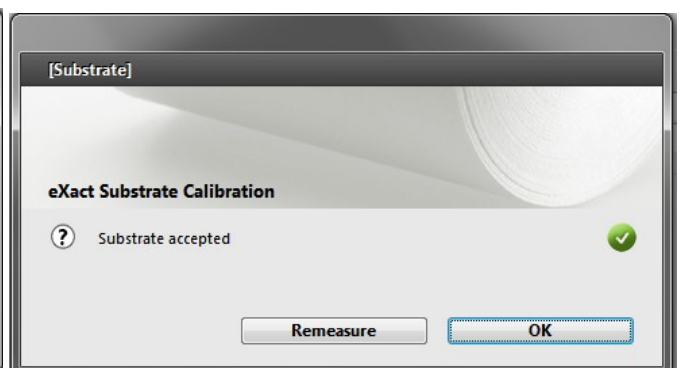 [Substrate]
eXact Substrate Calibration
? Substrate accepted
Remeasure OK